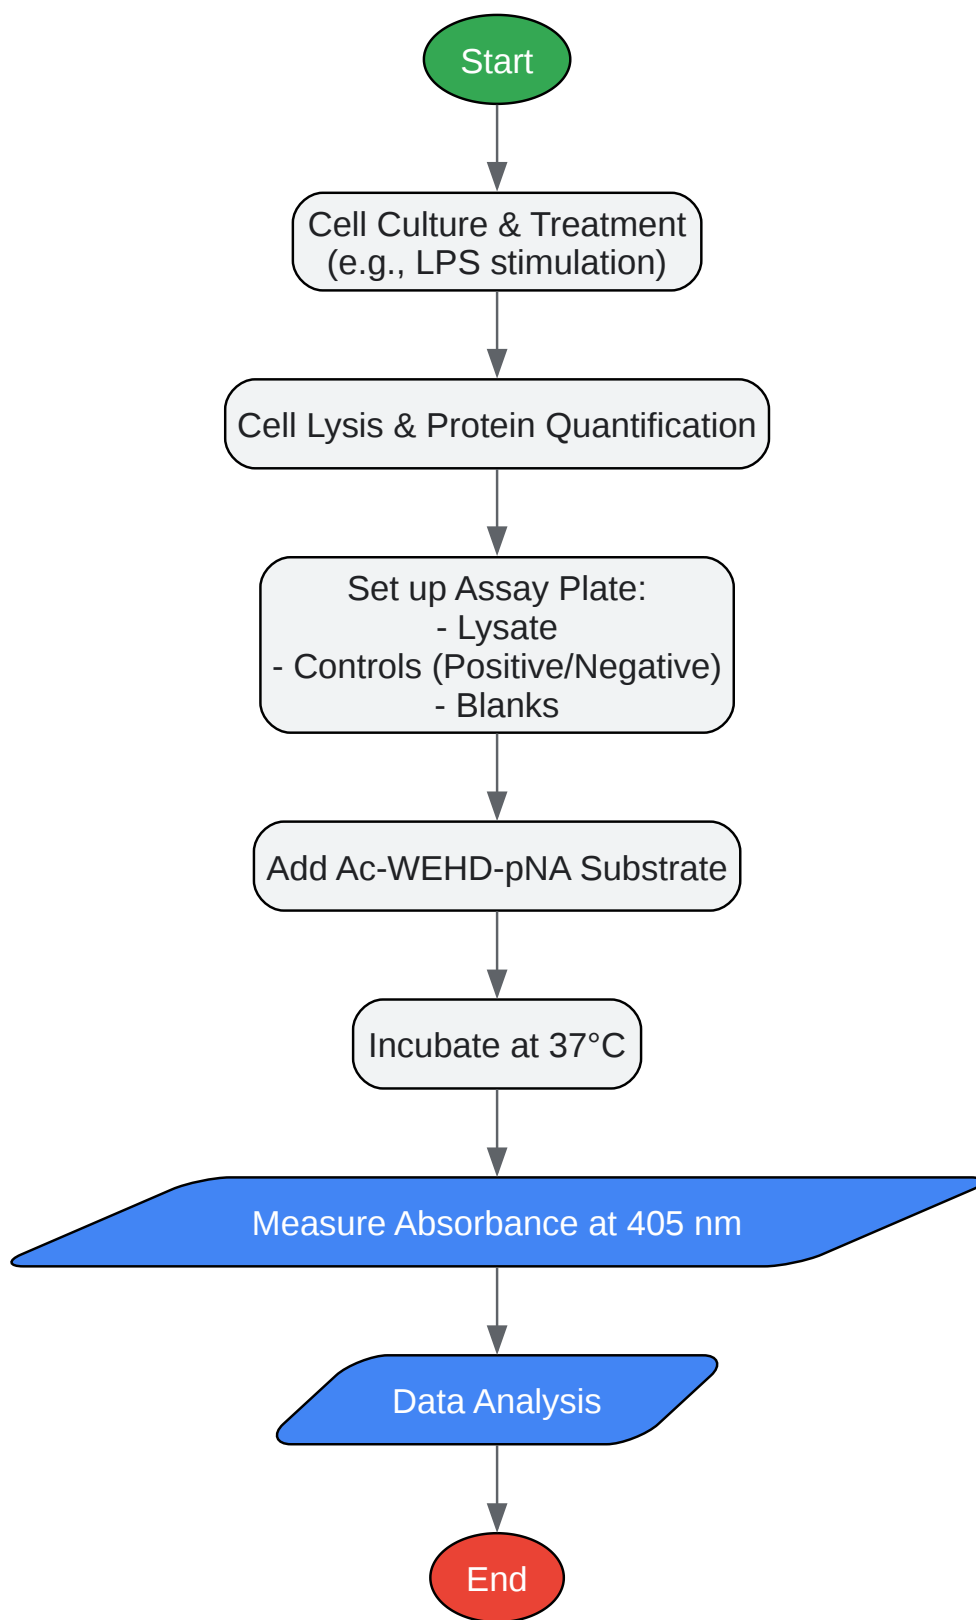 Start
Cell Culture & Treatment
(e.g., LPS stimulation)
Cell Lysis & Protein Quantification
Set up Assay Plate:
- Lysate
- Controls (Positive/Negative)
- Blanks
Add Ac-WEHD-pNA Substrate
Incubate at 37°C
Measure Absorbance at 405 nm
Data Analysis
End